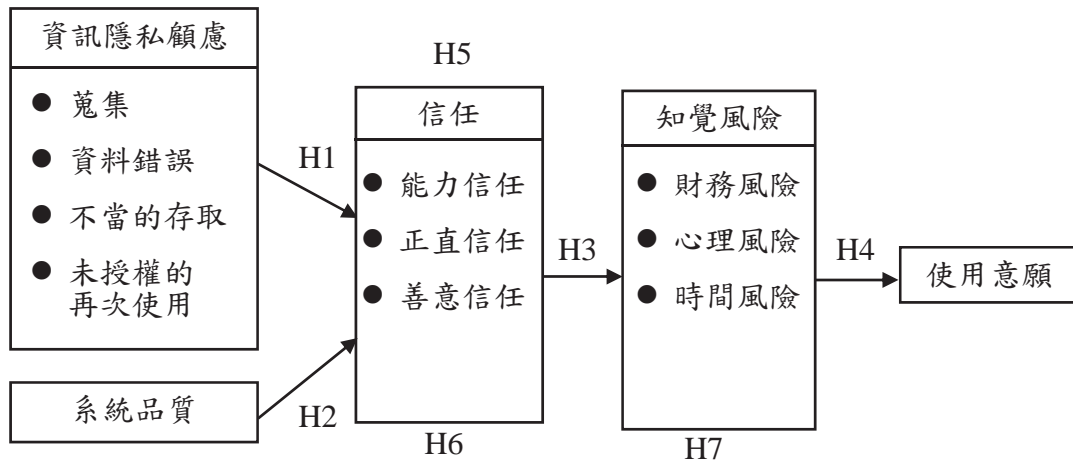 資訊隱私顧慮
● 蒐集
● 資料錯誤
● 不當的存取
● 未授權的
再次使用
系統品質
H1
H2
H5
信任
● 能力信任
● 正直信任
● 善意信任
H6
H3
知覺風險
● 財務風險
● 心理風險
● 時間風險
H7
H4
使用意願